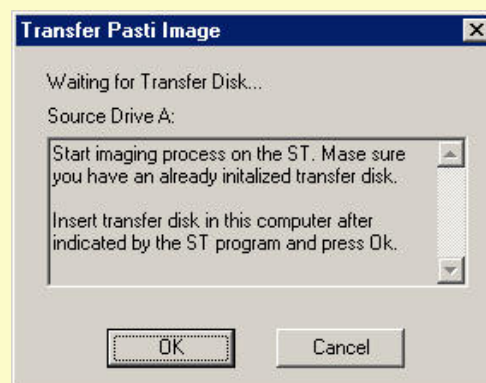 Transfer Pasti Image
Waiting for Transfer Disk...
Source Drive A:
Start imaging process on the ST. Mase sure
you have an already initalized transfer disk.
Insert transfer disk in this computer after
indicated by the ST program and press Ok.
OK
Cancel